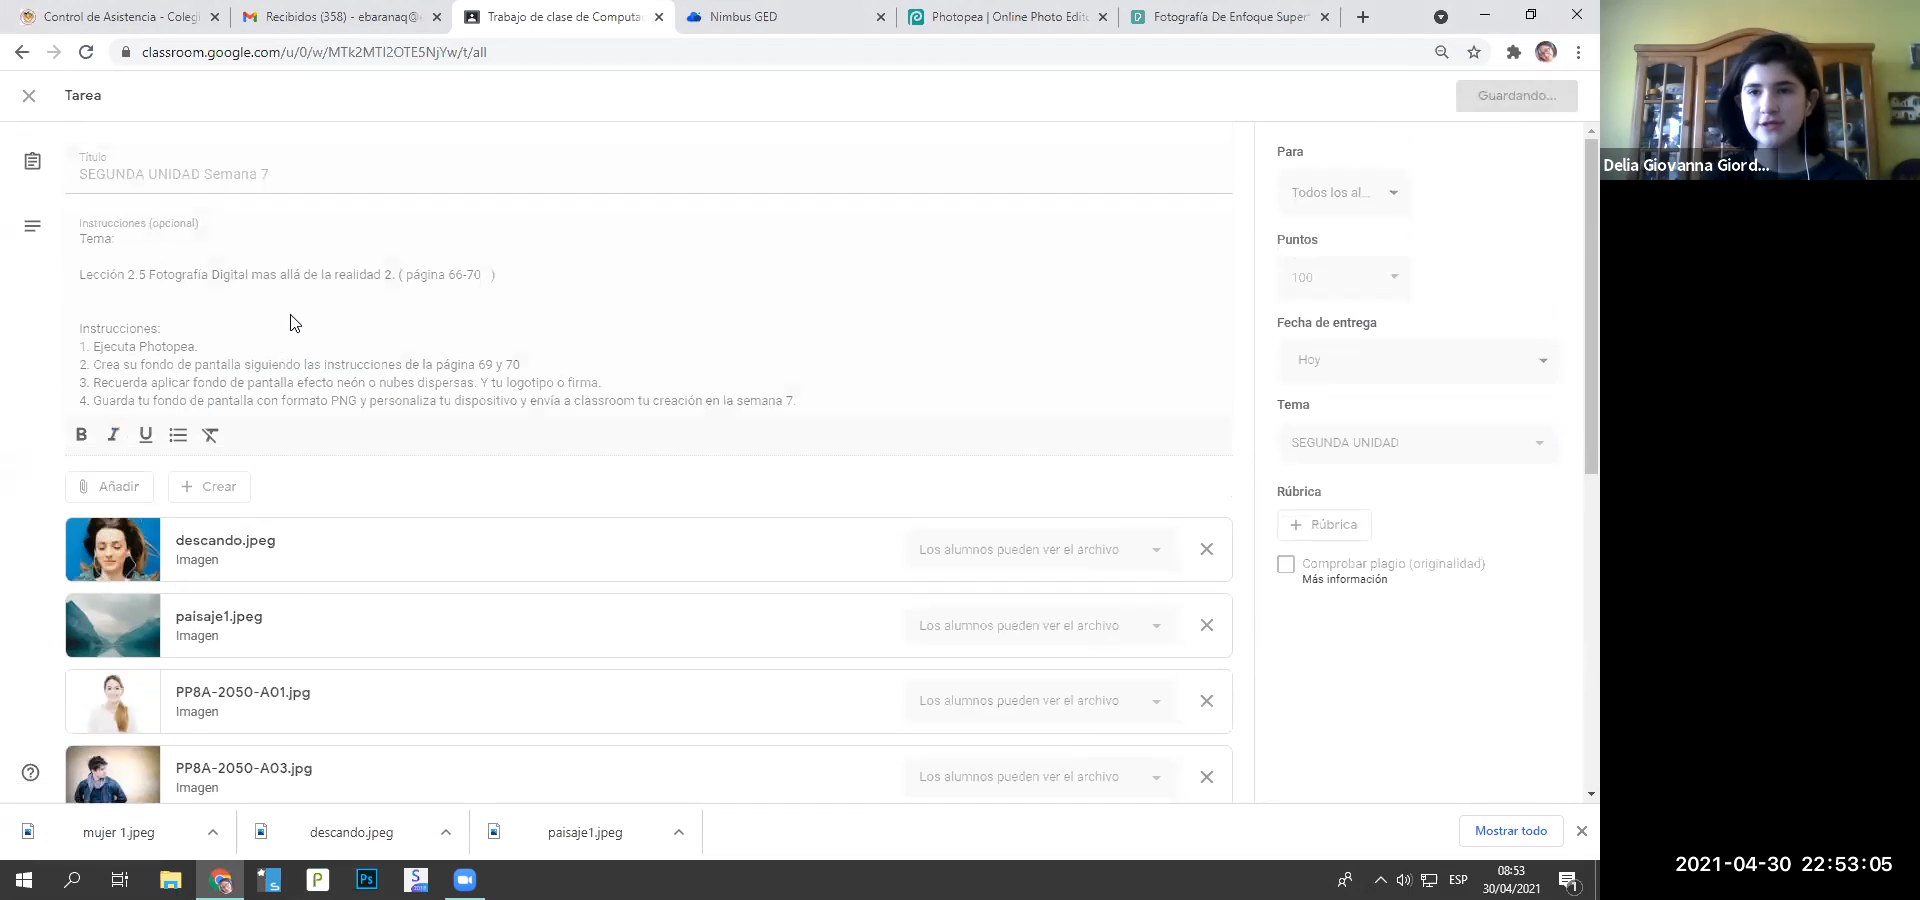 Control de Asistencia - Colegi
Recibidos (358) - ebaranaq@
Trabajo de clase de Computa
Nimbus GED
Photopea | Online Photo Edit
Fotografía De Enfoque Super
classroom.google.com/u/0/w/MTk2MTI2OTE5NjYw/t/all
Tarea
Guardando...
Título
SEGUNDA UNIDAD Semana 7
Instrucciones (opcional)
Tema:
Lección 2.5 Fotografía Digital mas allá de la realidad 2. ( página 66-70 )
Instrucciones:
1. Ejecuta Photopea.
2. Crea su fondo de pantalla siguiendo las instrucciones de la página 69 y 70
3. Recuerda aplicar fondo de pantalla efecto neón o nubes dispersas. Y tu logotipo o firma.
4. Guarda tu fondo de pantalla con formato PNG y personaliza tu dispositivo y envía a classroom tu creación en la semana 7.
B I U
Añadir
Crear
descando.jpeg
Imagen
Los alumnos pueden ver el archivo
paisaje1.jpeg
Imagen
Los alumnos pueden ver el archivo
PP8A-2050-A01.jpg
Imagen
Los alumnos pueden ver el archivo
PP8A-2050-A03.jpg
Imagen
Los alumnos pueden ver el archivo
Para
Todos los al...
Puntos
100
Fecha de entrega
Hoy
Tema
SEGUNDA UNIDAD
Rúbrica
Rúbrica
Comprobar plagio (originalidad)
Más información
Delia Giovanna Giord...
mujer 1.jpeg
descando.jpeg
paisaje1.jpeg
Mostrar todo
ESP
08:53
30/04/2021
1
2021-04-30 22:53:05